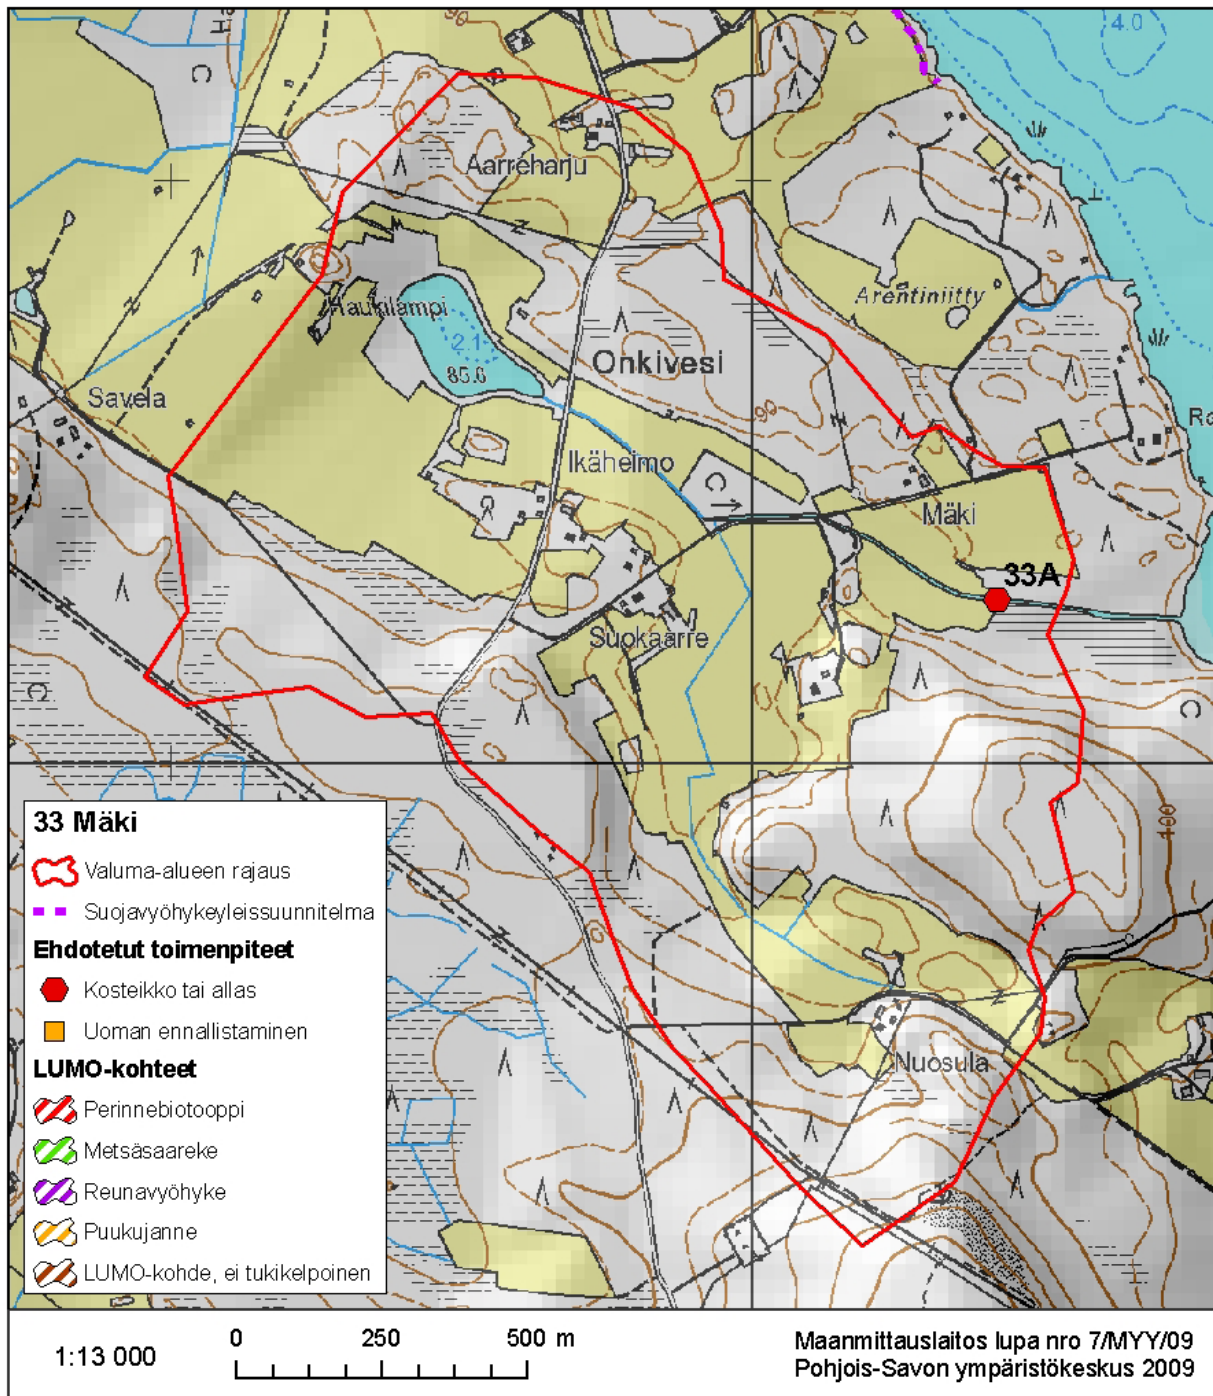 90
4.0
He
Aarreharju
Arentiniitty
Haukilampi
2.1
85.6
Onkivesi
90
Savela
Ra
Ikäheimo
Mäki
33A
Suokaarre
100
Nuosula
33 Mäki
Valuma-alueen rajaus
Suojavyöhykeyleissuunnitelma
Ehdotetut toimenpiteet
Kosteikko tai allas
Uoman ennallistaminen
LUMO-kohteet
Perinnebiotooppi
Metsäsaareke
Reunavyöhyke
Puukujanne
LUMO-kohde, ei tukikelpoinen
1:13 000
0 250 500 m
Maanmittauslaitos lupa nro 7/MYY/09
Pohjois-Savon ympäristökeskus 2009